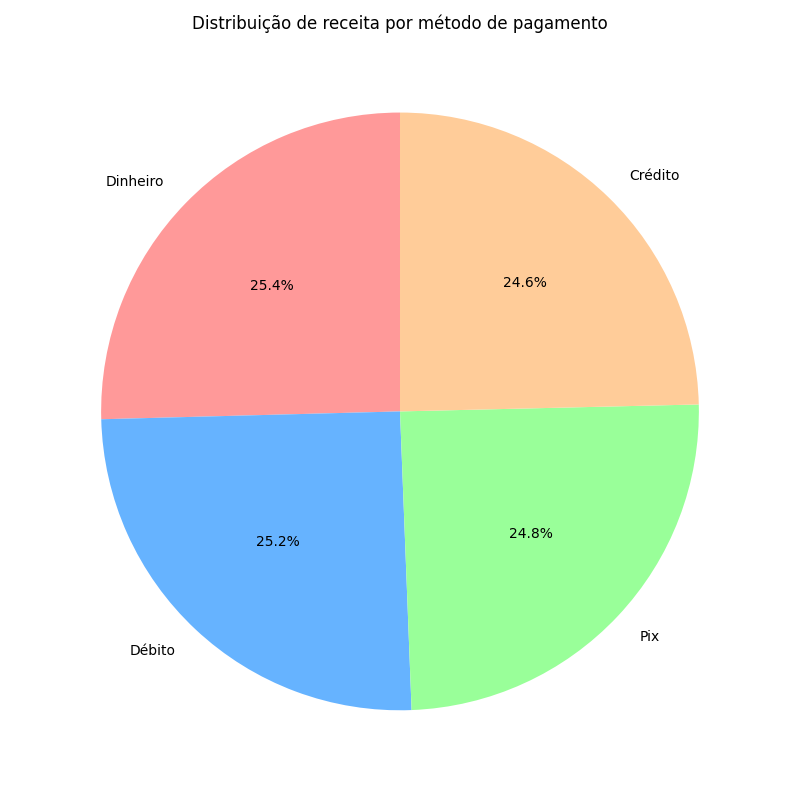 Distribuição de receita por método de pagamento
Dinheiro
Crédito
25.4%
24.6%
25.2%
24.8%
Débito
Pix